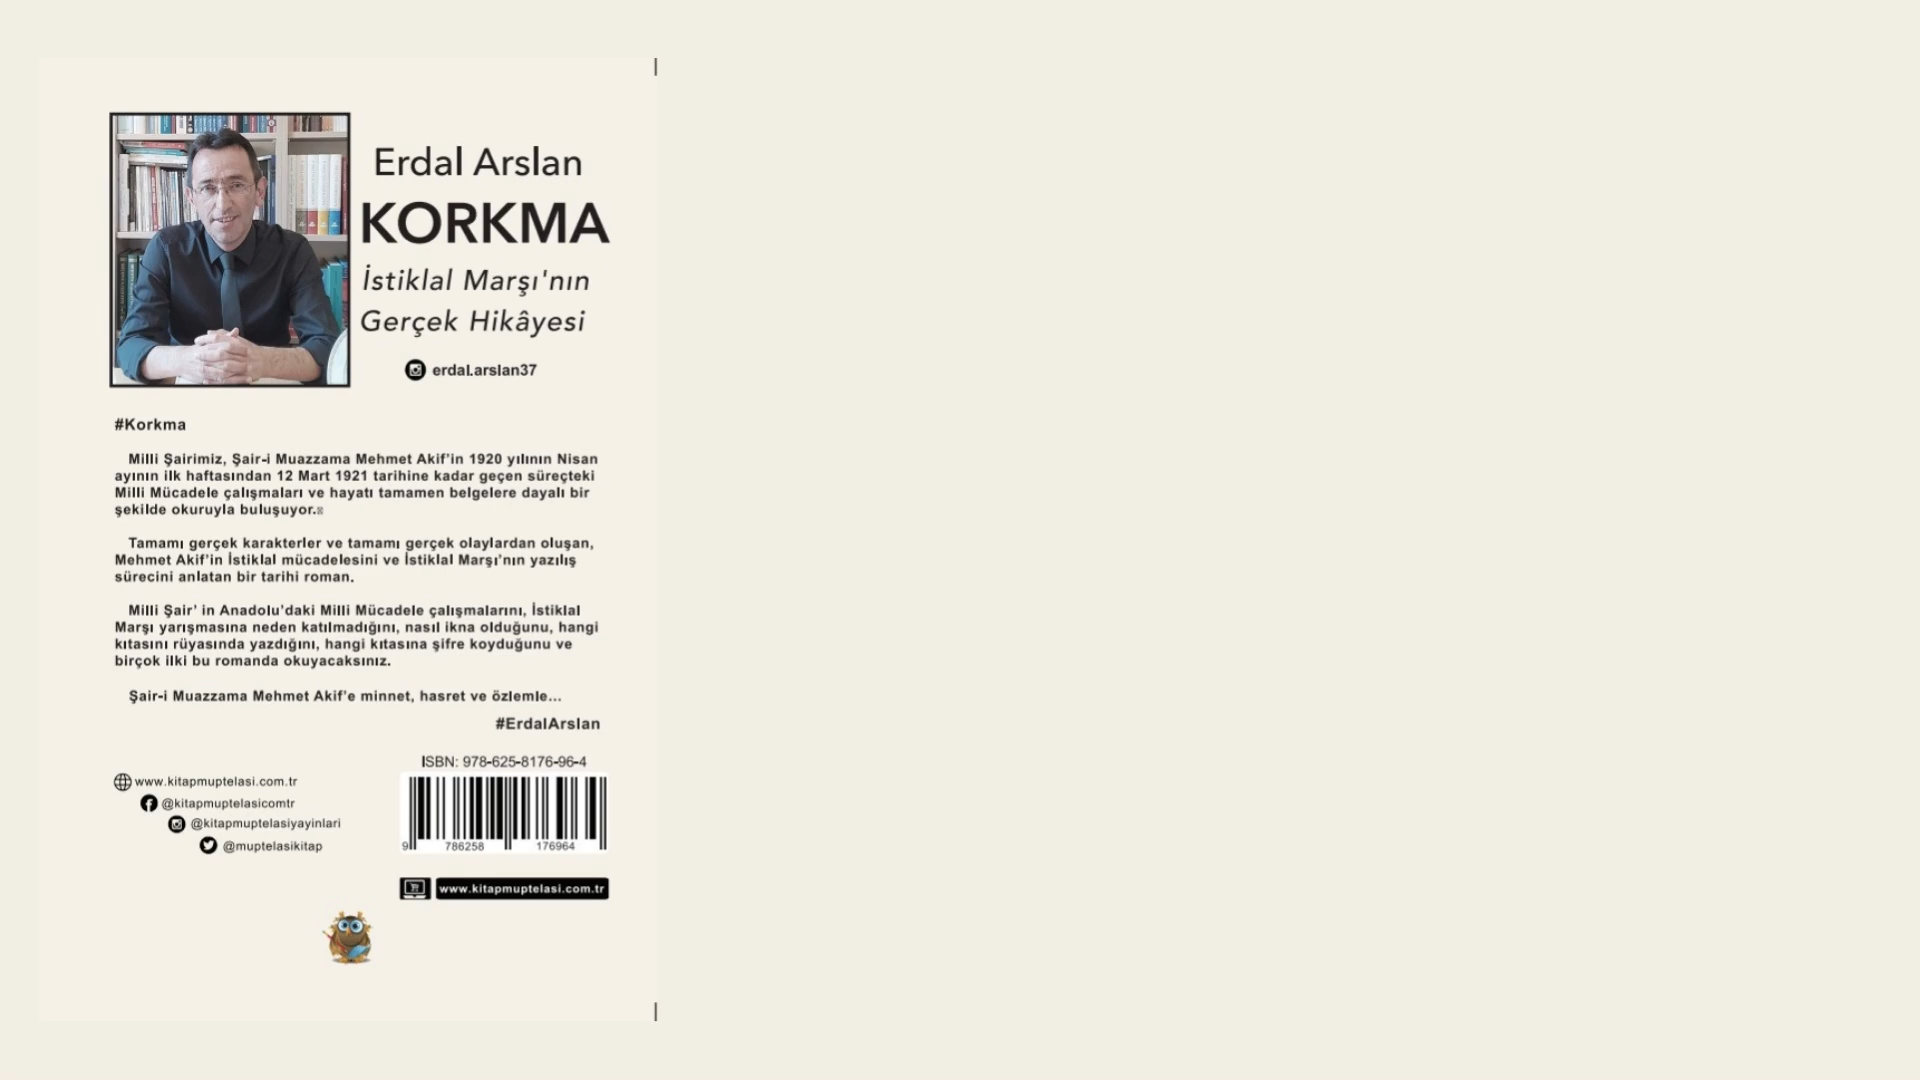 Erdal Arslan
KORKMA
İstiklal Marşı'nın
Gerçek Hikâyesi
erdal.arslan37
#Korkma
Milli Şairimiz, Şair-i Muazzama Mehmet Akif’in 1920 yılının Nisan
ayının ilk haftasından 12 Mart 1921 tarihine kadar geçen süreçteki
Milli Mücadele çalışmaları ve hayatı tamamen belgelere dayalı bir
şekilde okuruyla buluşuyor.
Tamamı gerçek karakterler ve tamamı gerçek olaylardan oluşan,
Mehmet Akif’in İstiklal mücadelesini ve İstiklal Marşı’nın yazılış
sürecini anlatan bir tarihi roman.
Milli Şair’ in Anadolu’daki Milli Mücadele çalışmalarını, İstiklal
Marşı yarışmasına neden katılmadığını, nasıl ikna olduğunu, hangi
kıtasını rüyasında yazdığını, hangi kıtasına şifre koyduğunu ve
birçok ilki bu romanda okuyacaksınız.
Şair-i Muazzama Mehmet Akif’e minnet, hasret ve özlemle...
#ErdalArslan
ISBN: 978-625-8176-96-4
9 786258 176964
www.kitapmuptelasi.com.tr
@kitapmuptelasicomtr
@kitapmuptelasiyayinlari
@muptelasikitap
www.kitapmuptelasi.com.tr